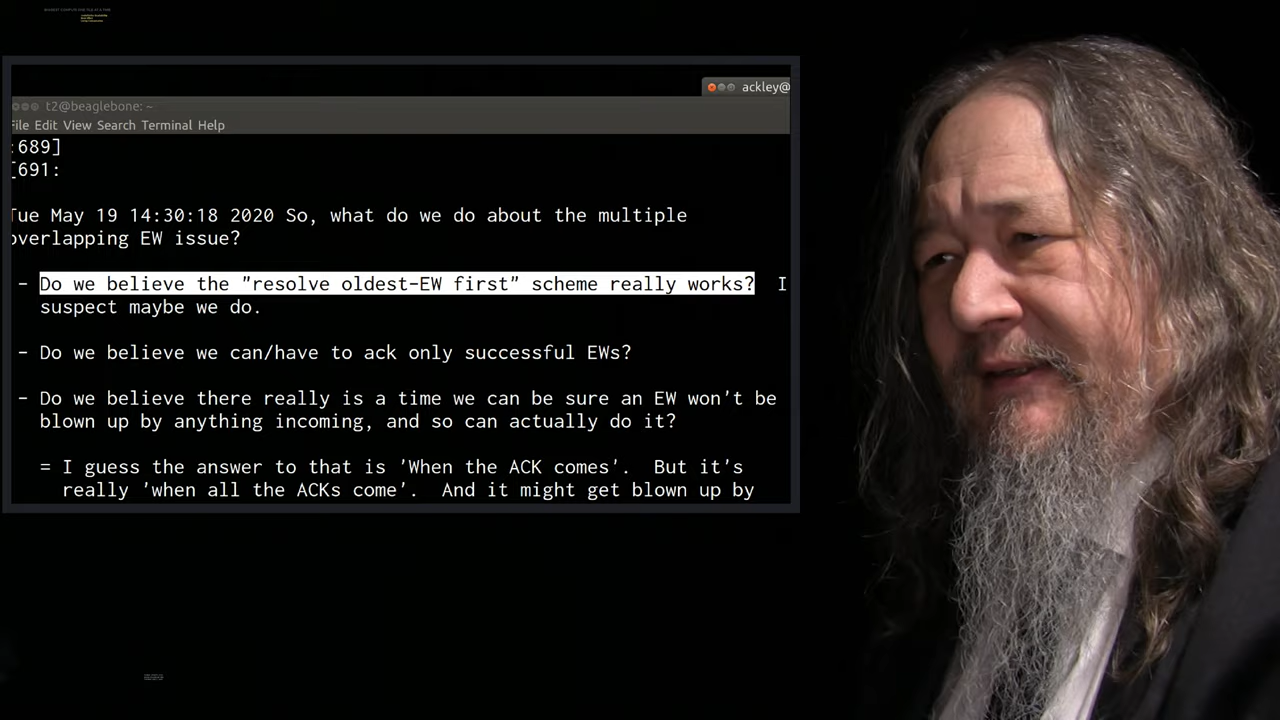 ackley@
t2@beaglebone: ~
File Edit View Search Terminal Help
:689]
[691:
Tue May 19 14:30:18 2020 So, what do we do about the multiple
overlapping EW issue?
- Do we believe the "resolve oldest-EW first" scheme really works? I
suspect maybe we do.
- Do we believe we can/have to ack only successful EWs?
- Do we believe there really is a time we can be sure an EW won't be
blown up by anything incoming, and so can actually do it?
= I guess the answer to that is 'When the ACK comes'. But it's
really 'when all the ACKs come'. And it might get blown up by